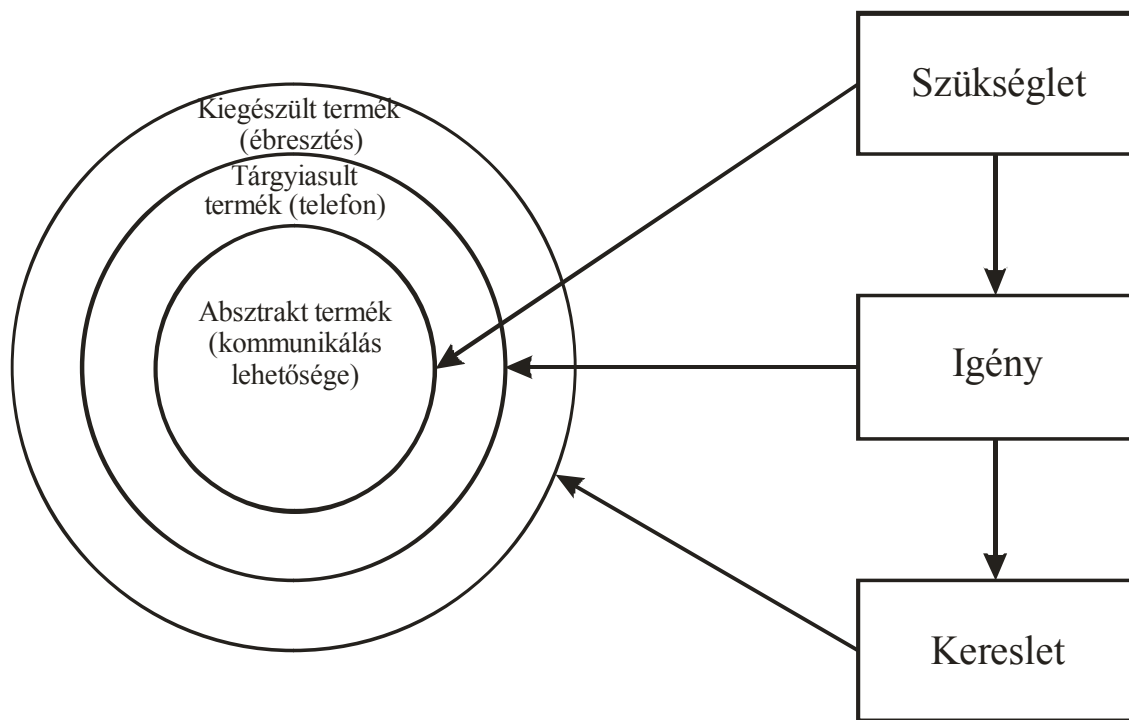 Szükséglet
Kiegészült termék
(ébresztés)
Tárgyiasult
termék (telefon)
Absztrakt termék
(kommunikálás
lehetősége)
Igény
Kereslet